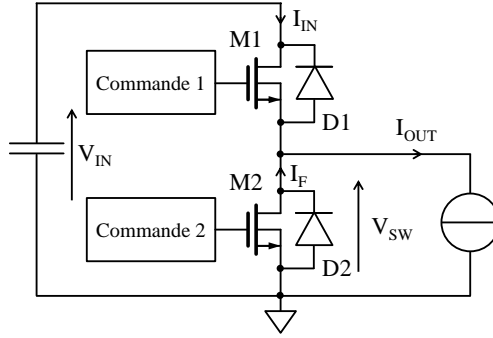 I_IN
M1
Commande 1
D1
I_OUT
V_IN
I_F
M2
Commande 2
V_SW
D2